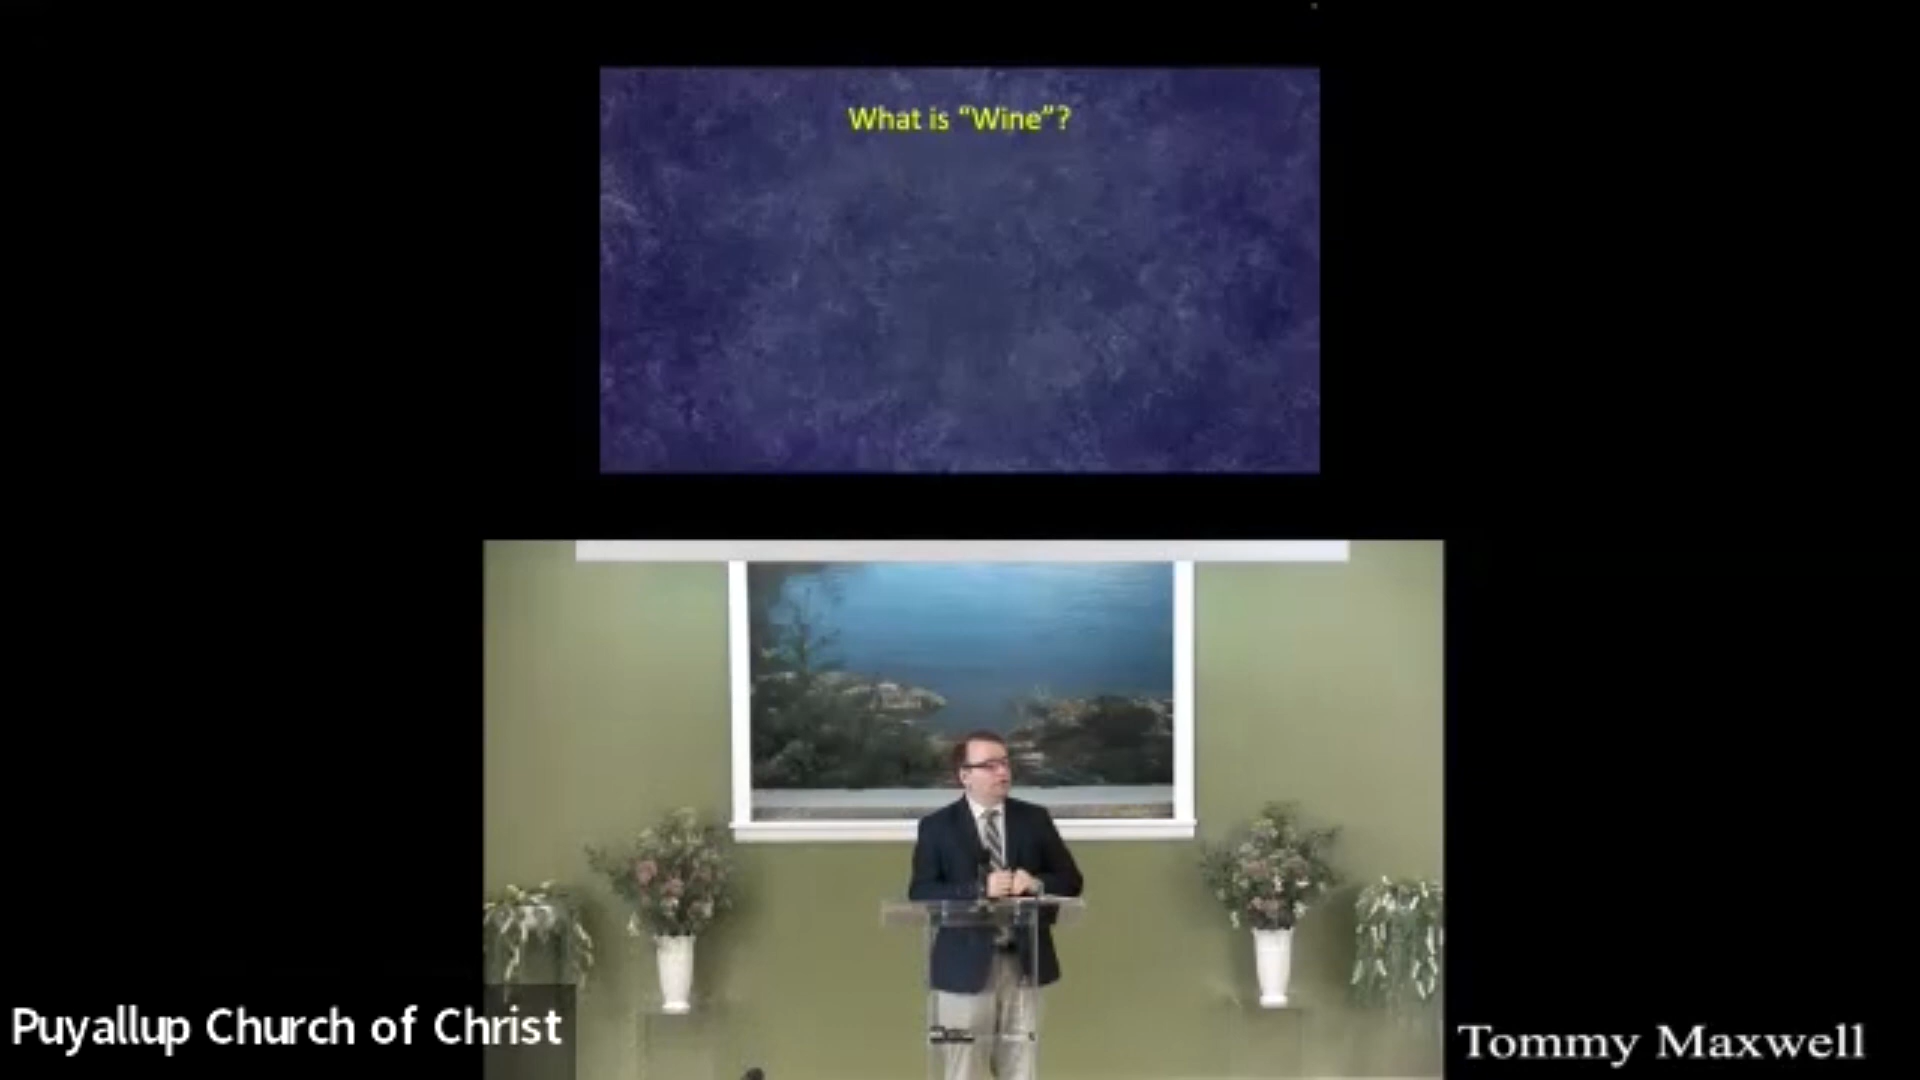 What is “Wine”?
Puyallup Church of Christ
Tommy Maxwell